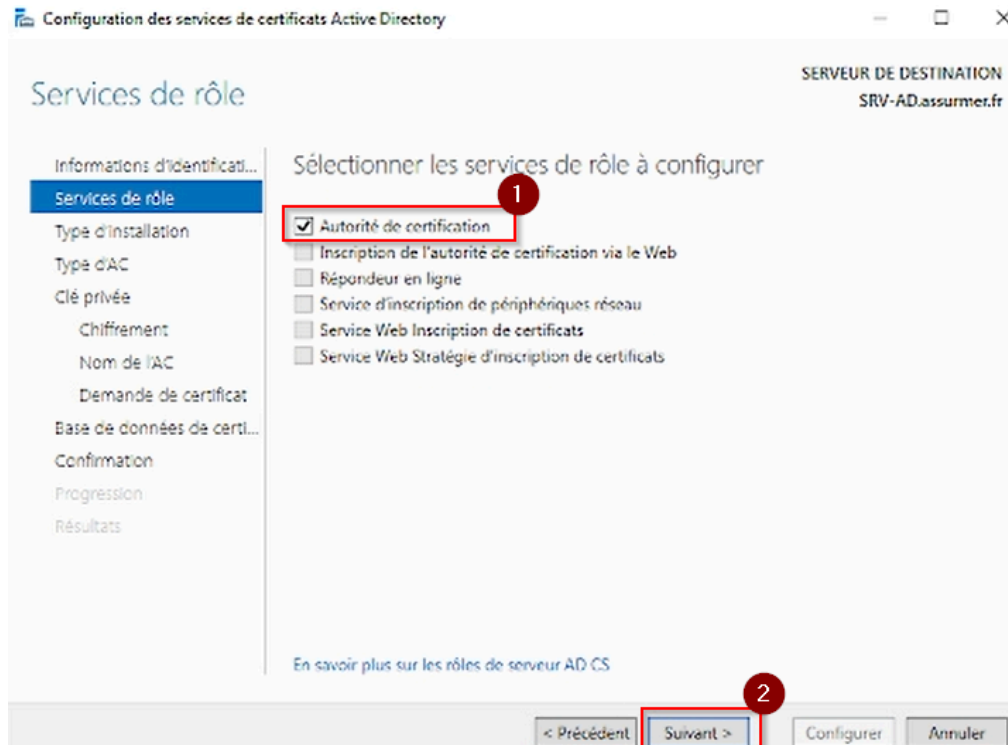 Configuration des services de certificats Active Directory
SERVEUR DE DESTINATION
SRV-AD.assurmer.fr
Services de rôle
Informations d'identificati...
Services de rôle
Type d'installation
Type d'AC
Clé privée
Chiffrement
Nom de l'AC
Demande de certificat
Base de données de certi...
Confirmation
Progression
Résultats
Sélectionner les services de rôle à configurer
1
Autorité de certification
Inscription de l'autorité de certification via le Web
Répondeur en ligne
Service d'inscription de périphériques réseau
Service Web Inscription de certificats
Service Web Stratégie d'inscription de certificats
En savoir plus sur les rôles de serveur AD CS
2
< Précédent Suivant > Configurer Annuler